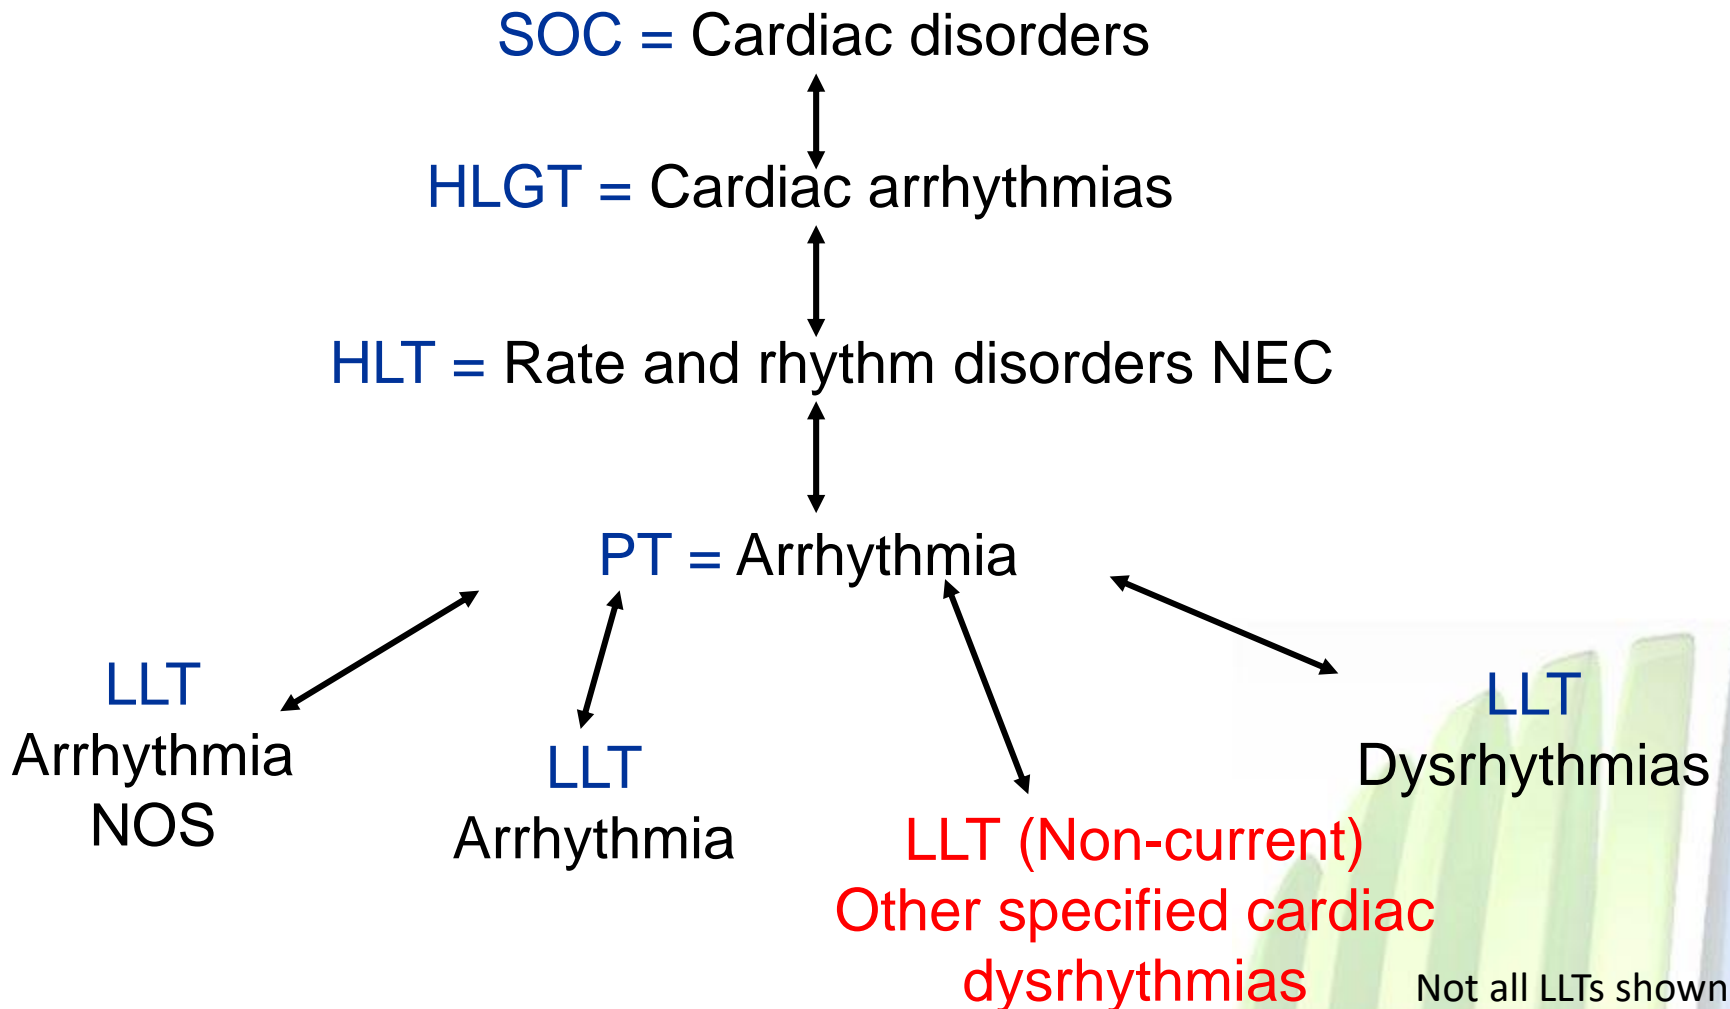 SOC = Cardiac disorders
HLGT = Cardiac arrhythmias
HLT = Rate and rhythm disorders NEC
PT = Arrhythmia
LLT
Arrhythmia
NOS
LLT
Arrhythmia
LLT (Non-current)
Other specified cardiac
dysrhythmias
LLT
Dysrhythmias
Not all LLTs shown